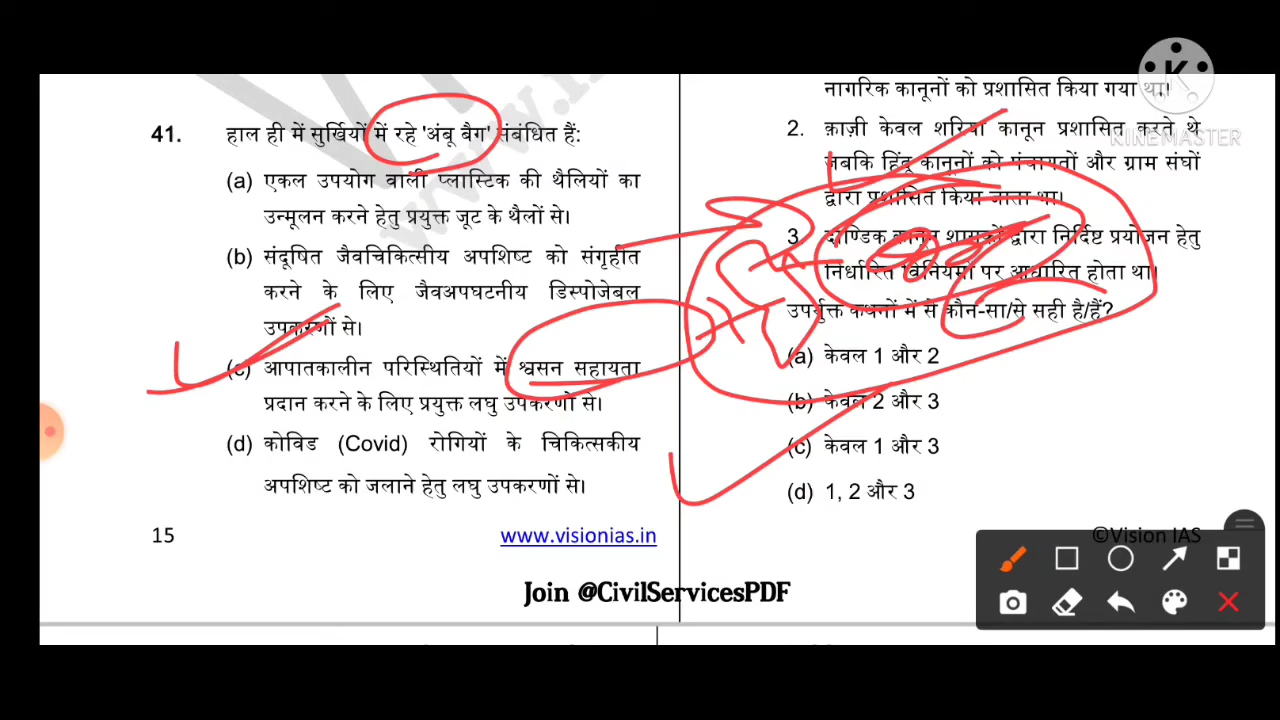 41. हाल ही में सुर्खियों में रहे 'अंबू बैग' संबंधित हैं:
(a) एकल उपयोग वाली प्लास्टिक की थैलियों का
उन्मूलन करने हेतु प्रयुक्त जूट के थैलों से।
(b) संदूषित जैवचिकित्सीय अपशिष्ट को संगृहीत
करने के लिए जैवअपघटनीय डिस्पोजेबल
उपकरणों से।
(c) आपातकालीन परिस्थितियों में श्वसन सहायता
प्रदान करने के लिए प्रयुक्त लघु उपकरणों से।
(d) कोविड (Covid) रोगियों के चिकित्सकीय
अपशिष्ट को जलाने हेतु लघु उपकरणों से।
नागरिक कानूनों को प्रशासित किया गया था।
2. क़ाज़ी केवल शरिया कानून प्रशासित करते थे
जबकि हिंदू कानूनों को पंचायतों और ग्राम संघों
द्वारा प्रशासित किया जाता था।
3. दाण्डिक कानून शासकों द्वारा निर्दिष्ट प्रयोजन हेतु
निर्धारित विनियमों पर आधारित होता था।
उपर्युक्त कथनों में से कौन-सा/से सही है/हैं?
(a) केवल 1 और 2
(b) केवल 2 और 3
(c) केवल 1 और 3
(d) 1, 2 और 3
15 www.visionias.in
©Vision IAS
Join @CivilServicesPDF
K
KINEMASTER